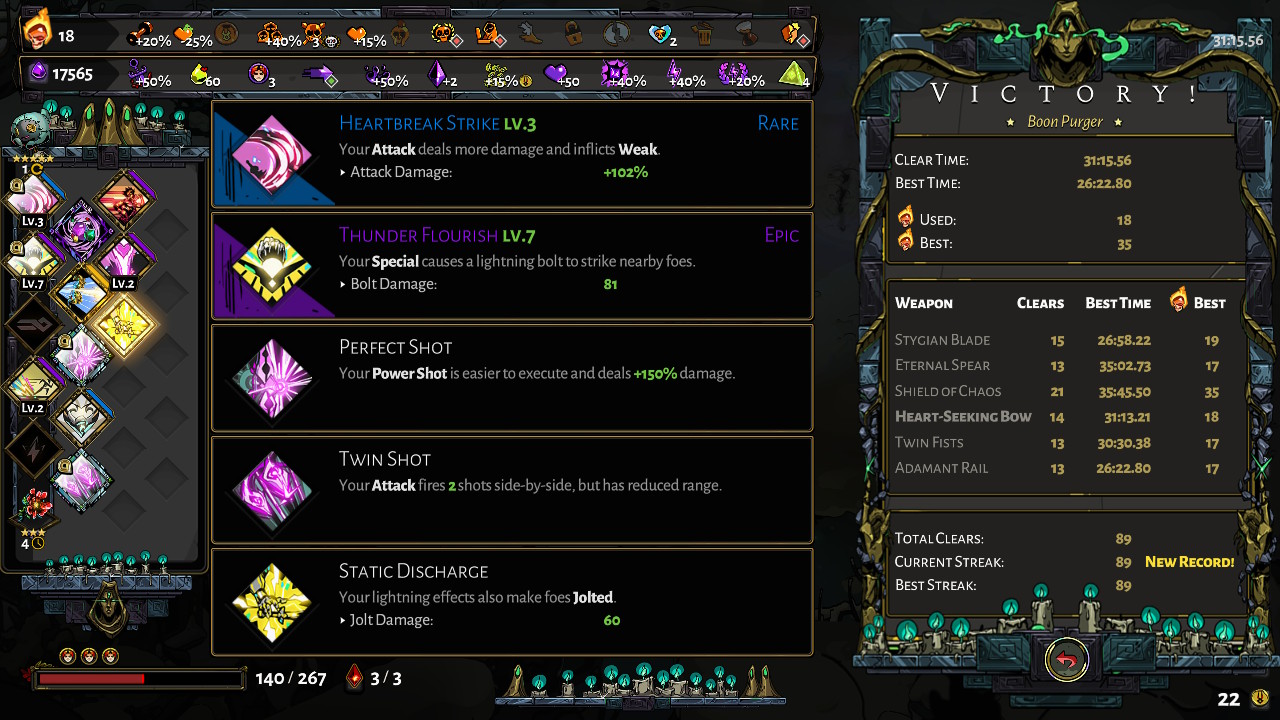 18
+20%
-25%
+40%
3
+15%
2
17565
+50%
60
3
+50%
+2
+15%
+50
+40%
+40%
+20%
4
1
Lv.3
Lv.7
Lv.2
Lv.2
4
HEARTBREAK STRIKE LV.3
RARE
Your Attack deals more damage and inflicts Weak.
Attack Damage: +102%
THUNDER FLOURISH LV.7
EPIC
Your Special causes a lightning bolt to strike nearby foes.
Bolt Damage: 81
PERFECT SHOT
Your Power Shot is easier to execute and deals +150% damage.
TWIN SHOT
Your Attack fires 2 shots side-by-side, but has reduced range.
STATIC DISCHARGE
Your lightning effects also make foes Jolted.
Jolt Damage: 60
140 / 267
3 / 3
31:15.56
VICTORY!
Boon Purger
CLEAR TIME: 31:15.56
BEST TIME: 26:22.80
USED: 18
BEST: 35
WEAPON CLEARS BEST TIME BEST
STYGIAN BLADE 15 26:58.22 19
ETERNAL SPEAR 13 35:02.73 17
SHIELD OF CHAOS 21 35:45.50 35
HEART-SEEKING BOW 14 31:13.21 18
TWIN FISTS 13 30:30.38 17
ADAMANT RAIL 13 26:22.80 17
TOTAL CLEARS: 89
CURRENT STREAK: 89 NEW RECORD!
BEST STREAK: 89
22